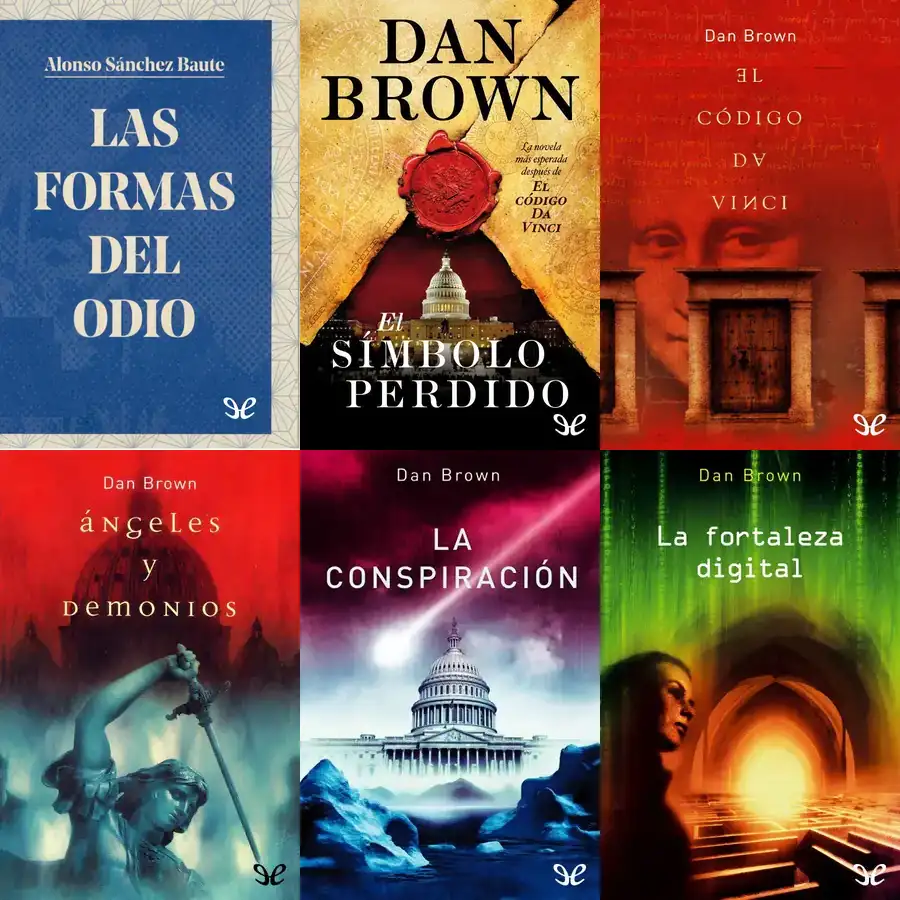 Alonso Sánchez Baute
LAS
FORMAS
DEL
ODIO
DAN
BROWN
La novela
más esperada
después de
EL
CÓDIGO
DA
VINCI
El
SÍMBOLO
PERDIDO
Dan Brown
EL
CÓDIGO
DA
VINCI
Dan Brown
ángeles
y
Demonios
Dan Brown
LA
CONSPIRACIÓN
Dan Brown
La fortaleza
digital